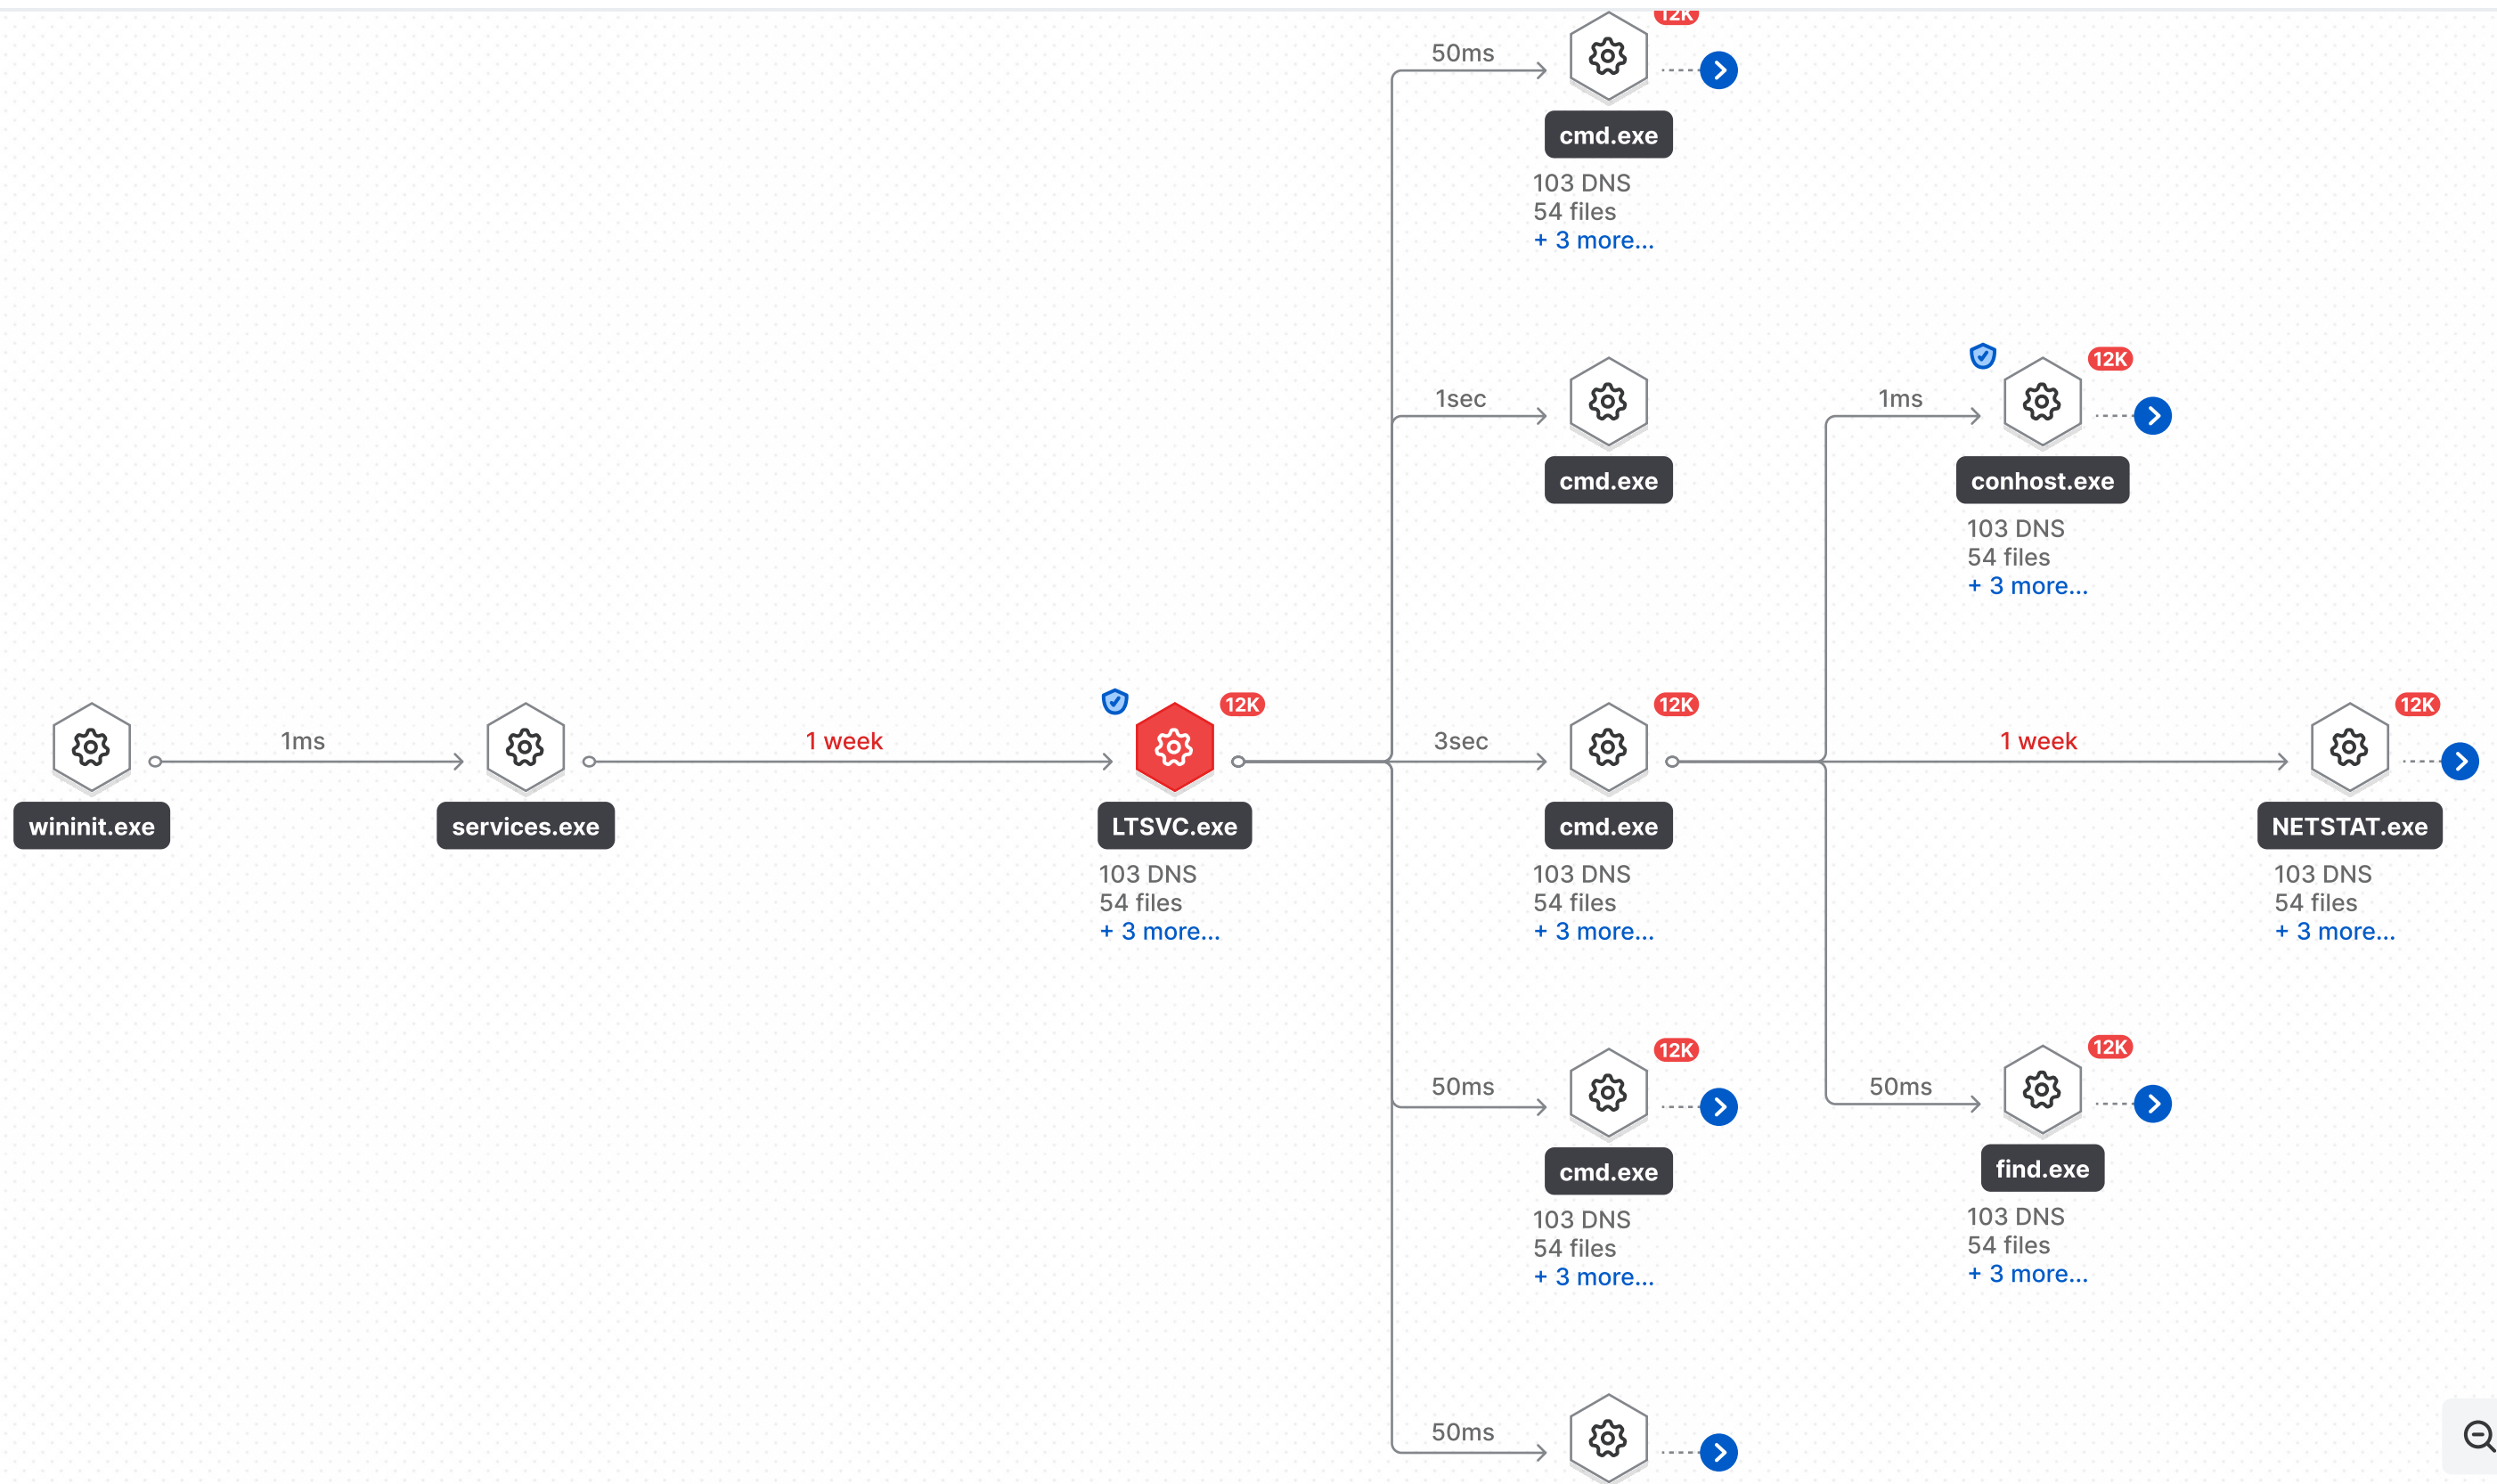 12K
50ms
cmd.exe
103 DNS
54 files
+ 3 more...
1sec
cmd.exe
1ms
12K
conhost.exe
103 DNS
54 files
+ 3 more...
1ms
wininit.exe
1 week
services.exe
12K
LTSVC.exe
103 DNS
54 files
+ 3 more...
3sec
12K
cmd.exe
103 DNS
54 files
+ 3 more...
1 week
12K
NETSTAT.exe
103 DNS
54 files
+ 3 more...
50ms
12K
cmd.exe
103 DNS
54 files
+ 3 more...
50ms
12K
find.exe
103 DNS
54 files
+ 3 more...
50ms